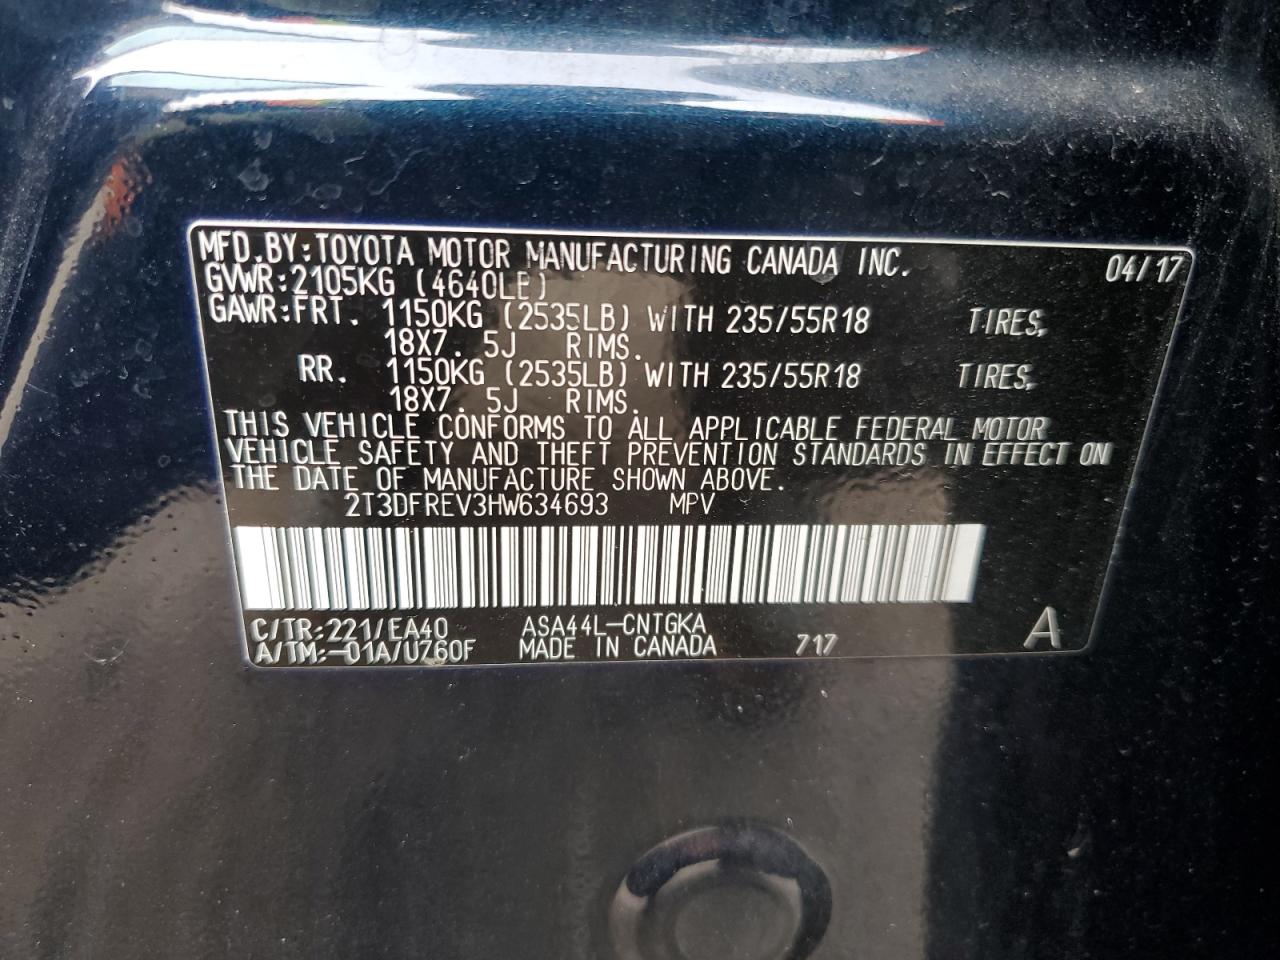 MFD.BY:TOYOTA MOTOR MANUFACTURING CANADA INC. 04/17
GVWR:2105KG (4640LB)
GAWR:FRT. 1150KG (2535LB) WITH 235/55R18 TIRES,
18X7.5J RIMS.
RR. 1150KG (2535LB) WITH 235/55R18 TIRES,
18X7.5J RIMS.
THIS VEHICLE CONFORMS TO ALL APPLICABLE FEDERAL MOTOR
VEHICLE SAFETY AND THEFT PREVENTION STANDARDS IN EFFECT ON
THE DATE OF MANUFACTURE SHOWN ABOVE.
2T3DFREV3HW634693 MPV
C/TR:221/EA40 ASA44L-CNTGKA
A/TM:-01A/U760F MADE IN CANADA 717 A